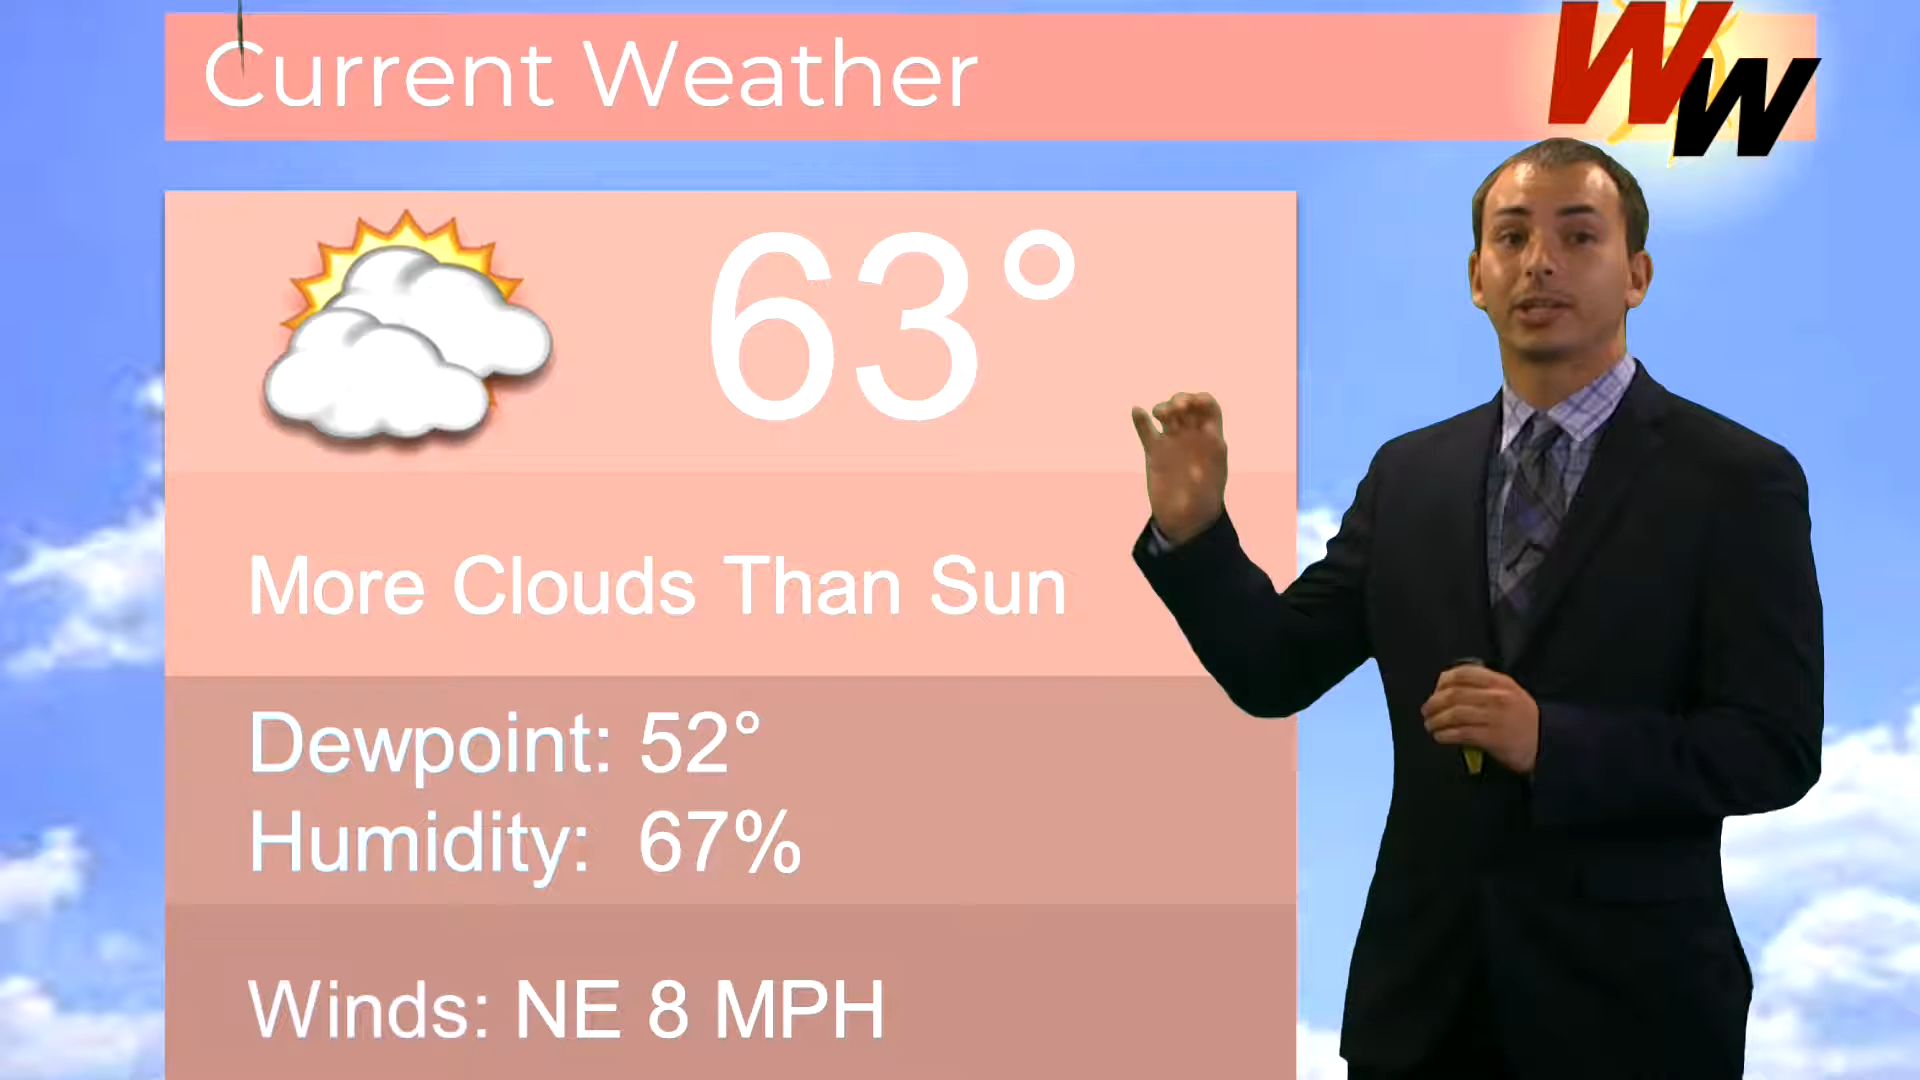 Current Weather
WW
63°
More Clouds Than Sun
Dewpoint: 52°
Humidity: 67%
Winds: NE 8 MPH